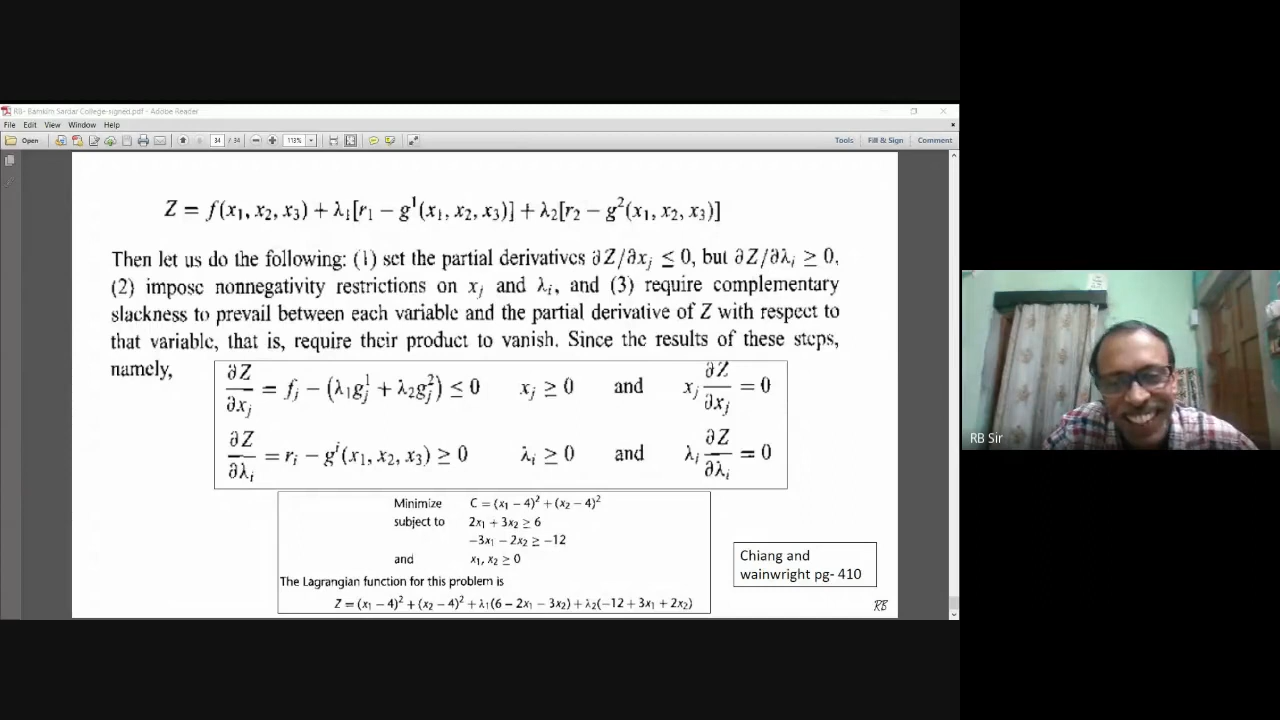 RB- Bamkim Sardar College-signed.pdf - Adobe Reader
File Edit View Window Help
Open 34 / 34 113% Tools Fill & Sign Comment
Z = f(x₁, x₂, x₃) + λ₁[r₁ − g¹(x₁, x₂, x₃)] + λ₂[r₂ − g²(x₁, x₂, x₃)]
Then let us do the following: (1) set the partial derivatives ∂Z/∂xⱼ ≤ 0, but ∂Z/∂λᵢ ≥ 0,
(2) impose nonnegativity restrictions on xⱼ and λᵢ, and (3) require complementary
slackness to prevail between each variable and the partial derivative of Z with respect to
that variable, that is, require their product to vanish. Since the results of these steps,
namely,
∂Z/∂xⱼ = fⱼ − (λ₁gⱼ¹ + λ₂gⱼ²) ≤ 0 xⱼ ≥ 0 and xⱼ ∂Z/∂xⱼ = 0
∂Z/∂λᵢ = rᵢ − gⁱ(x₁, x₂, x₃) ≥ 0 λᵢ ≥ 0 and λᵢ ∂Z/∂λᵢ = 0
Minimize C = (x₁ − 4)² + (x₂ − 4)²
subject to 2x₁ + 3x₂ ≥ 6
−3x₁ − 2x₂ ≥ −12
and x₁, x₂ ≥ 0
The Lagrangian function for this problem is
Z = (x₁ − 4)² + (x₂ − 4)² + λ₁(6 − 2x₁ − 3x₂) + λ₂(−12 + 3x₁ + 2x₂)
Chiang and
wainwright pg- 410
RB
RB Sir